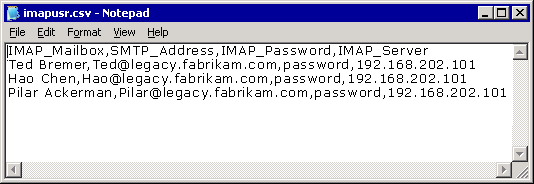 imapusr.csv - Notepad
File Edit Format View Help
IMAP_Mailbox,SMTP_Address,IMAP_Password,IMAP_Server
Ted Bremer,Ted@legacy.fabrikam.com,password,192.168.202.101
Hao Chen,Hao@legacy.fabrikam.com,password,192.168.202.101
Pilar Ackerman,Pilar@legacy.fabrikam.com,password,192.168.202.101